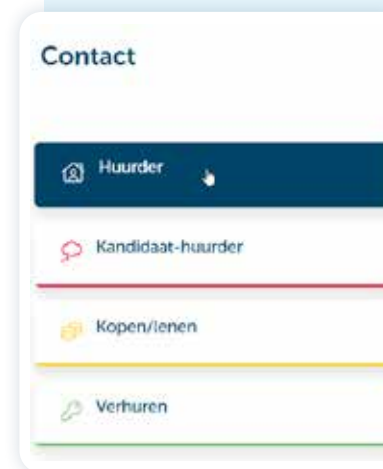 Contact
Huurder
Kandidaat-huurder
Kopen/lenen
Verhuren